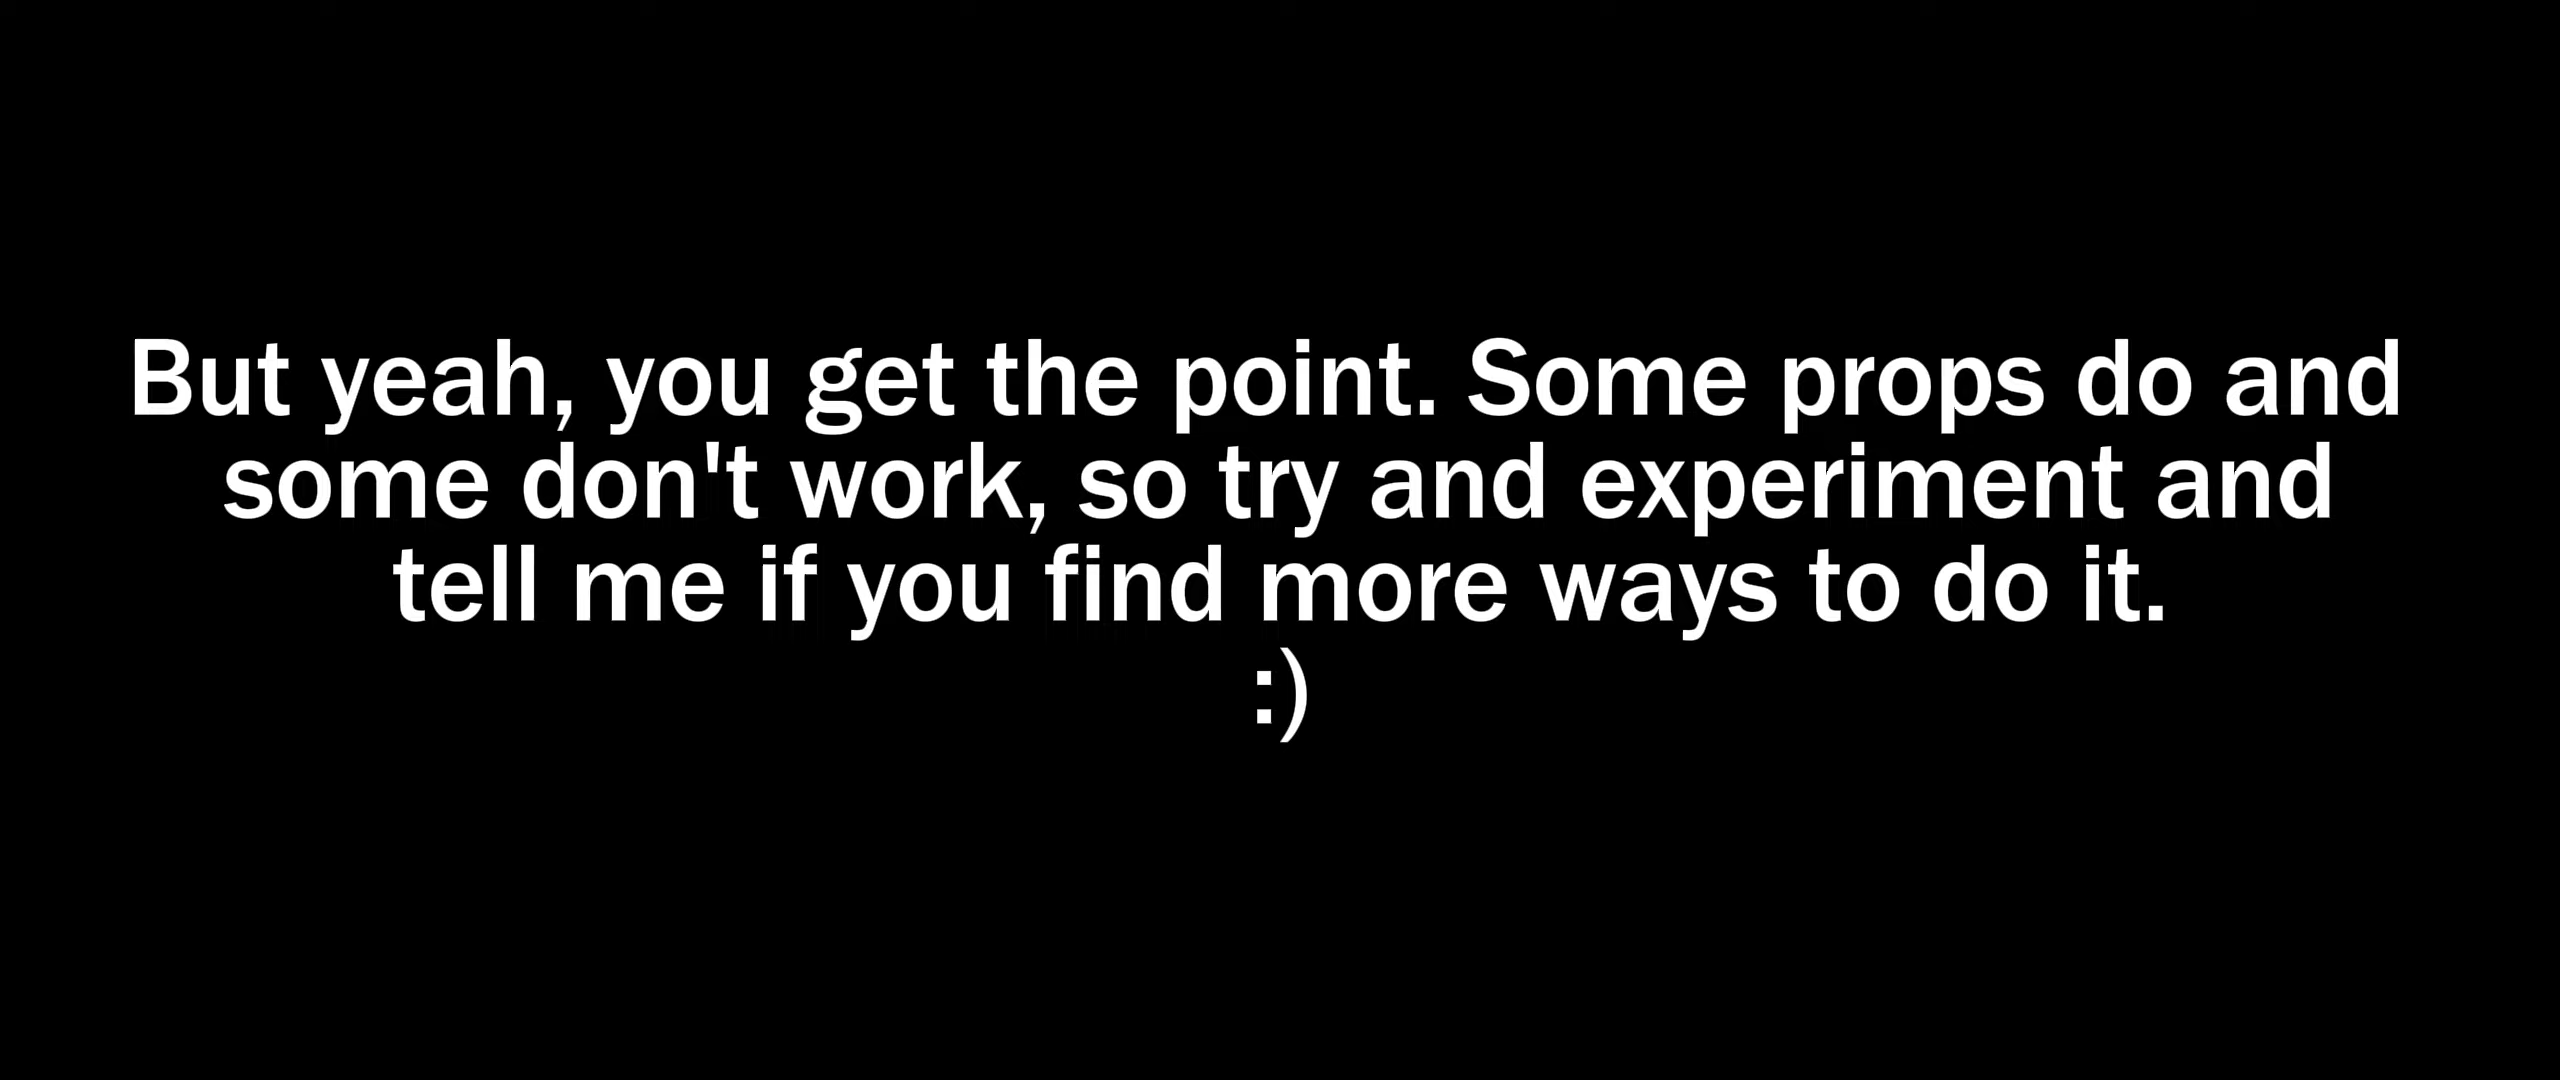 But yeah, you get the point. Some props do and
some don't work, so try and experiment and
tell me if you find more ways to do it.
:)